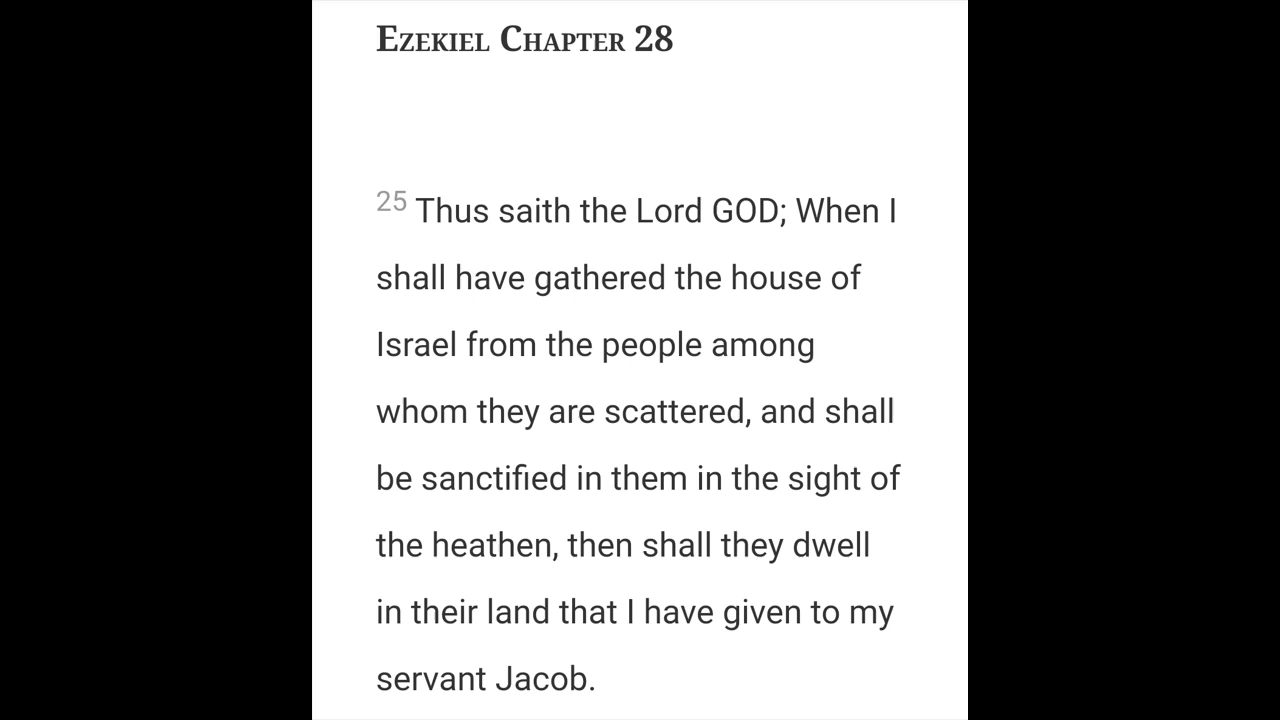 Ezekiel Chapter 28
25 Thus saith the Lord GOD; When I
shall have gathered the house of
Israel from the people among
whom they are scattered, and shall
be sanctified in them in the sight of
the heathen, then shall they dwell
in their land that I have given to my
servant Jacob.